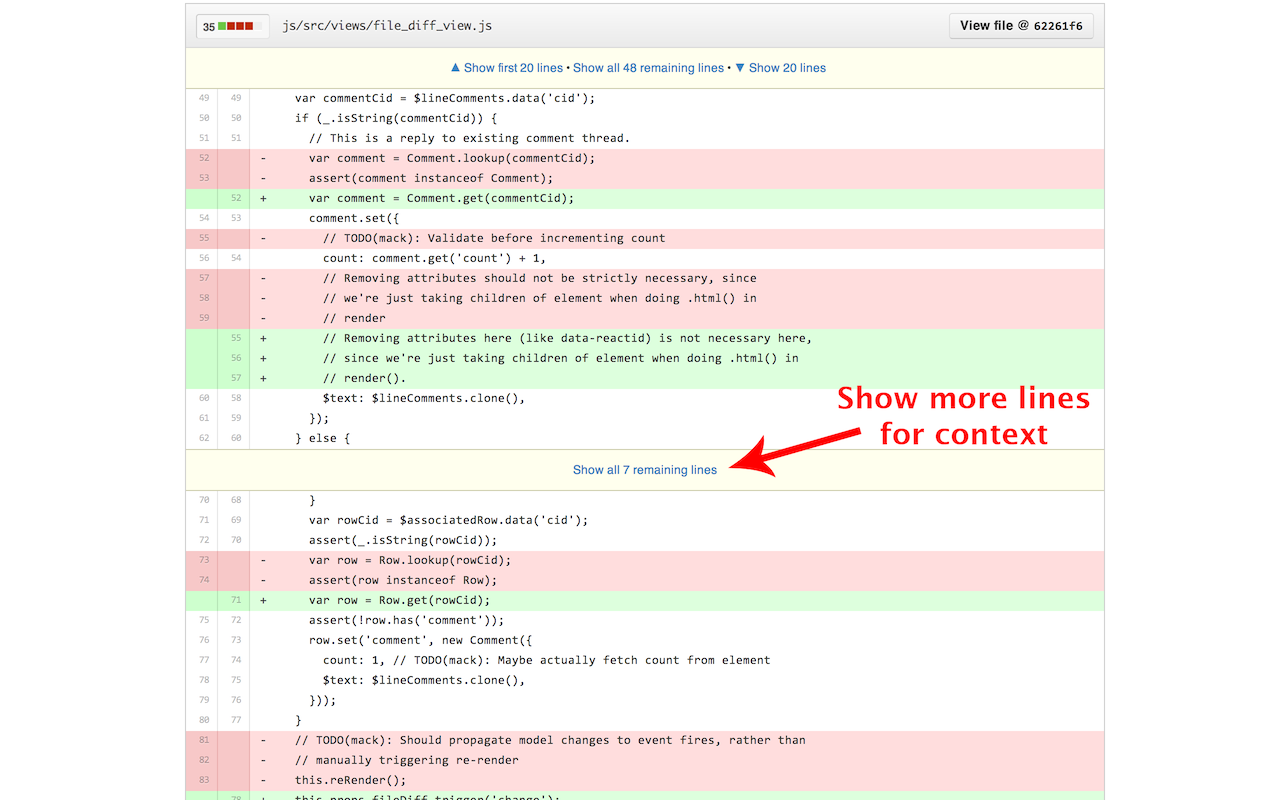 35 js/src/views/file_diff_view.js View file @ 62261f6
▲ Show first 20 lines • Show all 48 remaining lines • ▼ Show 20 lines
49 49 var commentCid = $lineComments.data('cid');
50 50 if (_.isString(commentCid)) {
51 51 // This is a reply to existing comment thread.
52 - var comment = Comment.lookup(commentCid);
53 - assert(comment instanceof Comment);
52 + var comment = Comment.get(commentCid);
54 53 comment.set({
55 - // TODO(mack): Validate before incrementing count
56 54 count: comment.get('count') + 1,
57 - // Removing attributes should not be strictly necessary, since
58 - // we're just taking children of element when doing .html() in
59 - // render
55 + // Removing attributes here (like data-reactid) is not necessary here,
56 + // since we're just taking children of element when doing .html() in
57 + // render().
60 58 $text: $lineComments.clone(),
61 59 });
62 60 } else {
Show more lines
for context
Show all 7 remaining lines
70 68 }
71 69 var rowCid = $associatedRow.data('cid');
72 70 assert(_.isString(rowCid));
73 - var row = Row.lookup(rowCid);
74 - assert(row instanceof Row);
71 + var row = Row.get(rowCid);
75 72 assert(!row.has('comment'));
76 73 row.set('comment', new Comment({
77 74 count: 1, // TODO(mack): Maybe actually fetch count from element
78 75 $text: $lineComments.clone(),
79 76 }));
80 77 }
81 - // TODO(mack): Should propagate model changes to event fires, rather than
82 - // manually triggering re-render
83 - this.reRender();
78 + this.props.fileDiff.trigger('change');